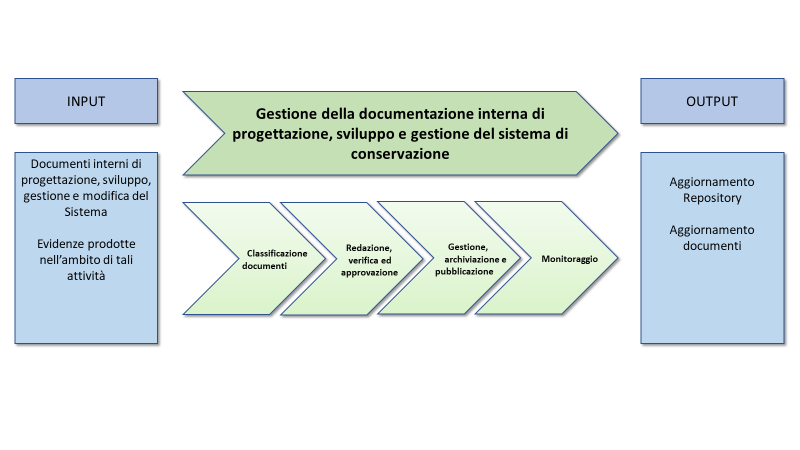 INPUT
Gestione della documentazione interna di
progettazione, sviluppo e gestione del sistema di
conservazione
OUTPUT
Documenti interni di
progettazione, sviluppo,
gestione e modifica del
Sistema
Evidenze prodotte
nell'ambito di tali
attività
Classificazione
documenti
Redazione,
verifica ed
approvazione
Gestione,
archiviazione e
pubblicazione
Monitoraggio
Aggiornamento
Repository
Aggiornamento
documenti